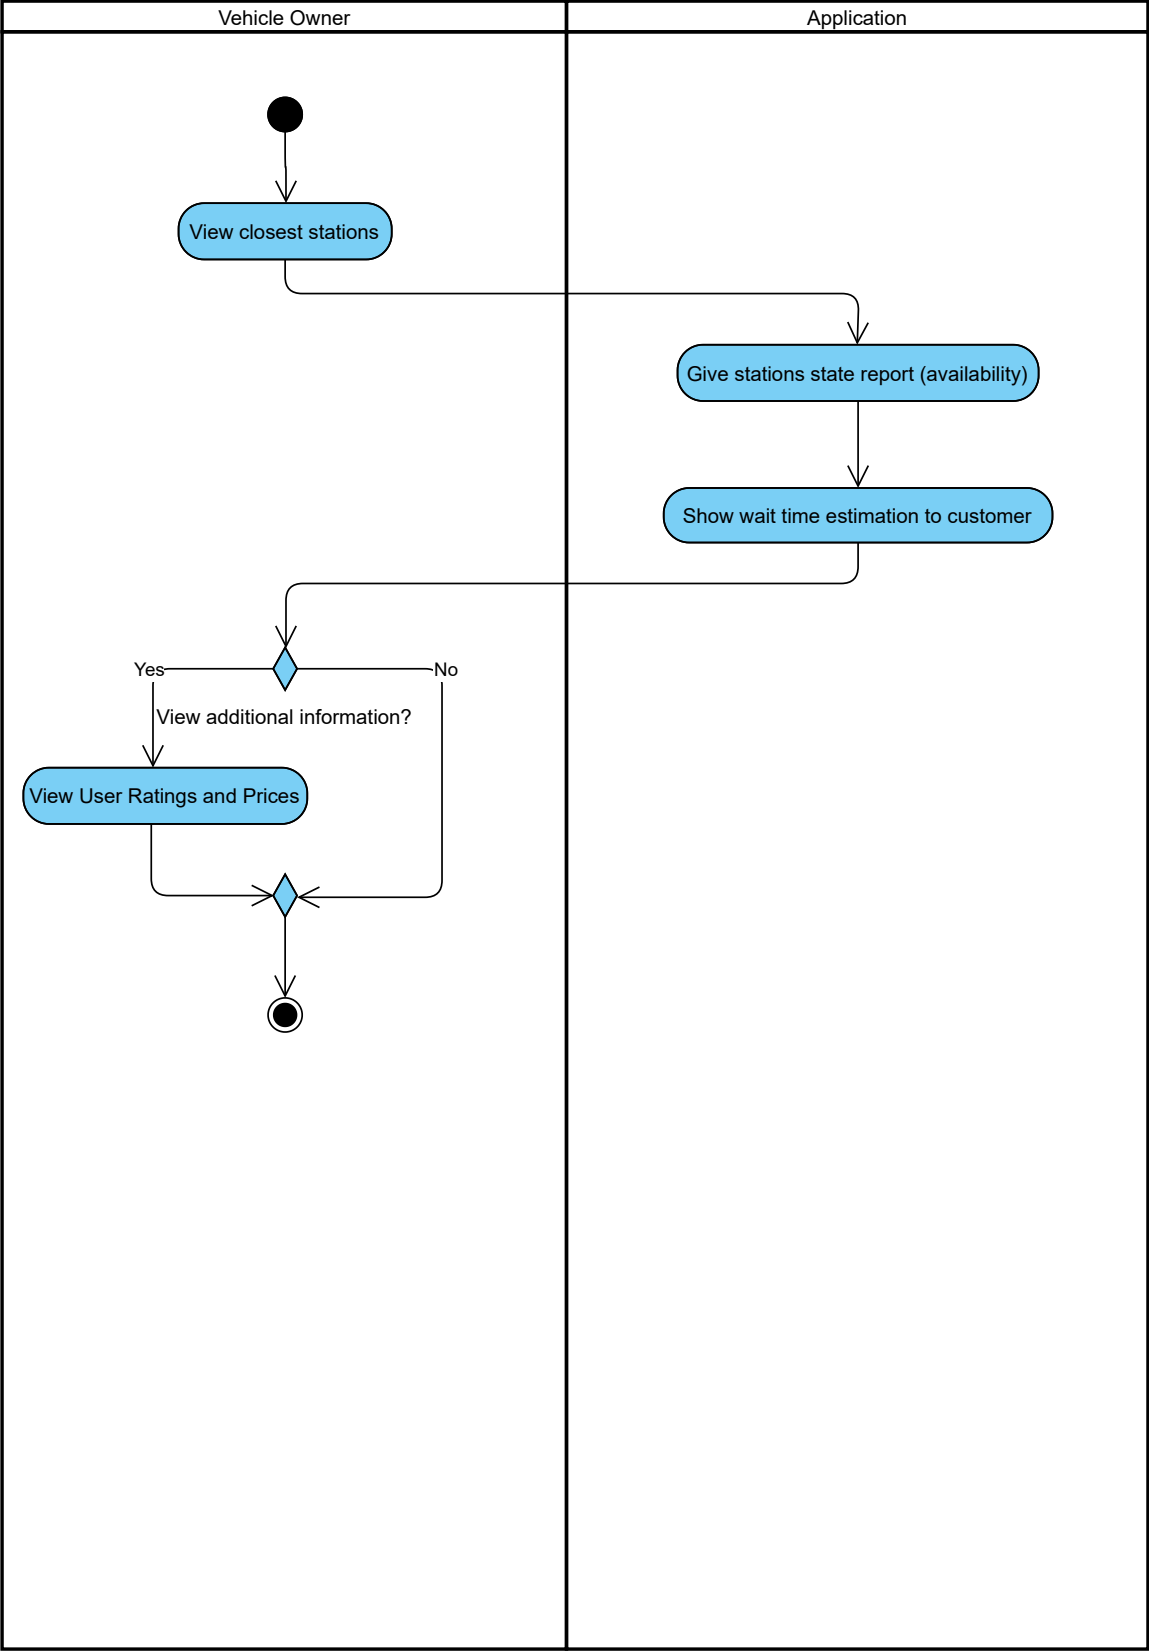 Vehicle Owner
Application
View closest stations
Give stations state report (availability)
Show wait time estimation to customer
Yes
No
View additional information?
View User Ratings and Prices